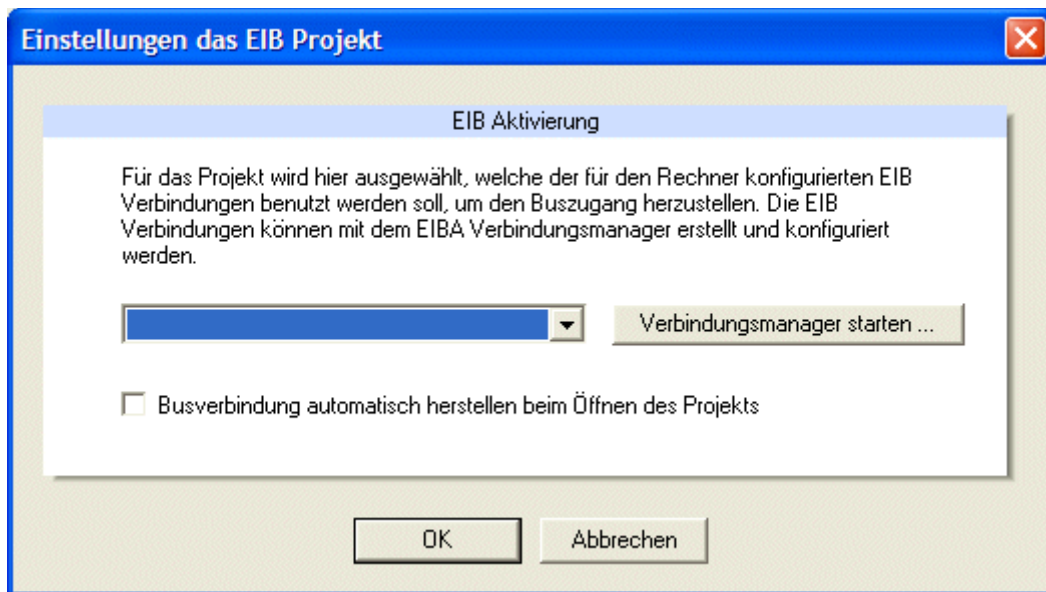 Einstellungen das EIB Projekt
EIB Aktivierung
Für das Projekt wird hier ausgewählt, welche der für den Rechner konfigurierten EIB
Verbindungen benutzt werden soll, um den Buszugang herzustellen. Die EIB
Verbindungen können mit dem EIBA Verbindungsmanager erstellt und konfiguriert
werden.
Verbindungsmanager starten ...
Busverbindung automatisch herstellen beim Öffnen des Projekts
OK
Abbrechen